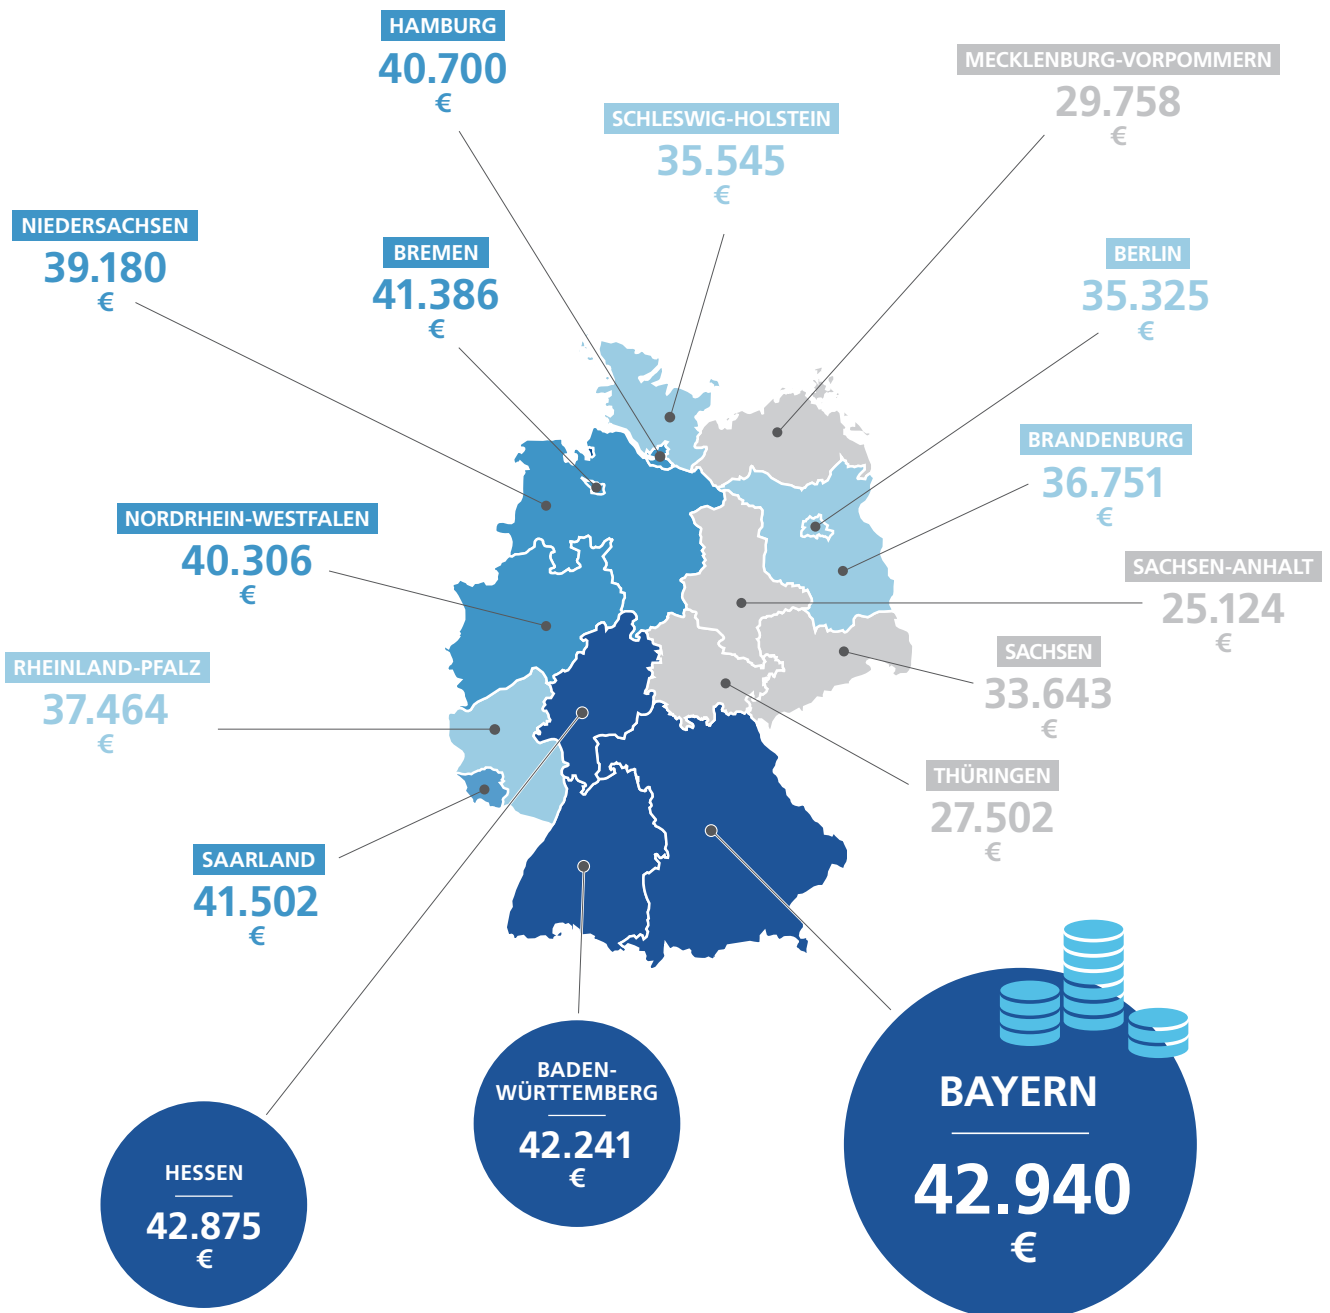 HAMBURG
40.700
€
MECKLENBURG-VORPOMMERN
29.758
€
SCHLESWIG-HOLSTEIN
35.545
€
NIEDERSACHSEN
39.180
€
BREMEN
41.386
€
BERLIN
35.325
€
BRANDENBURG
36.751
€
NORDRHEIN-WESTFALEN
40.306
€
SACHSEN-ANHALT
25.124
€
SACHSEN
33.643
€
RHEINLAND-PFALZ
37.464
€
THÜRINGEN
27.502
€
SAARLAND
41.502
€
BADEN-
WÜRTTEMBERG
42.241
€
BAYERN
42.940
€
HESSEN
42.875
€